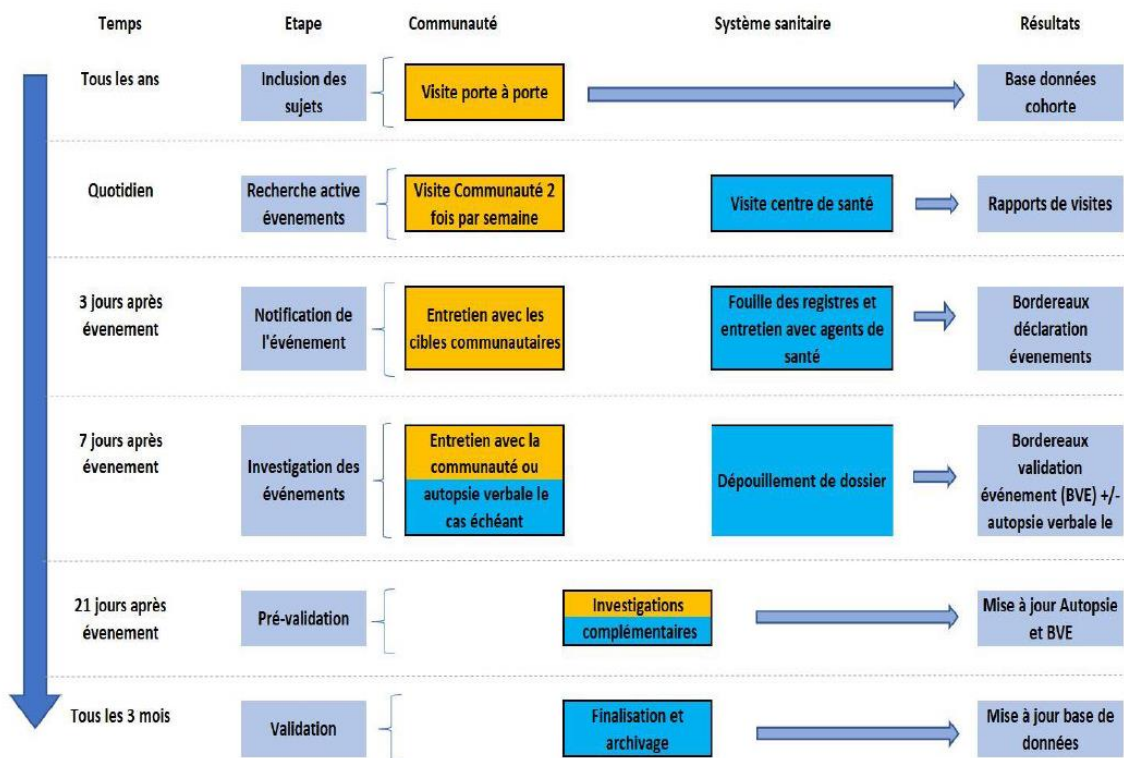 Temps Etape Communauté Système sanitaire Résultats
Tous les ans
Inclusion des
sujets
Visite porte à porte
Base données
cohorte
Quotidien
Recherche active
évenements
Visite Communauté 2
fois par semaine
Visite centre de santé
Rapports de visites
3 jours après
évenement
Notification de
l'événement
Entretien avec les
cibles communautaires
Fouille des registres et
entretien avec agents de
santé
Bordereaux
déclaration
évenements
7 jours après
évenement
Investigation des
événements
Entretien avec la
communauté ou
autopsie verbale le
cas échéant
Dépouillement de dossier
Bordereaux
validation
événement (BVE) +/-
autopsie verbale le
21 jours après
évenement
Pré-validation
Investigations
complémentaires
Mise à jour Autopsie
et BVE
Tous les 3 mois
Validation
Finalisation et
archivage
Mise à jour base de
données